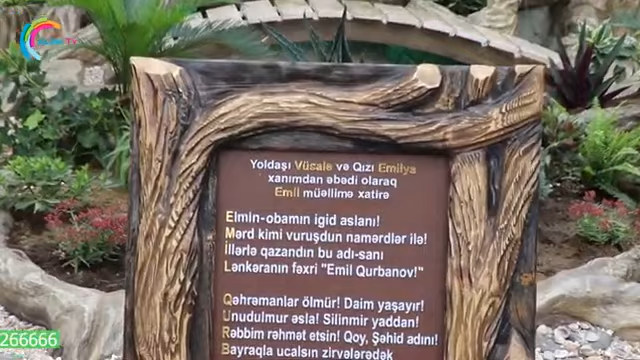 266666
Yoldaşı Vüsalə və Qızı Emilya
xanımdan əbədi olaraq
Emil müəllimə xatirə
Elmin-obamın igid aslanı!
Mərd kimi vuruşdun namərdlər ilə!
İllərlə qazandın bu adı-sanı
Lənkəranın fəxri "Emil Qurbanov!"
Qəhrəmanlar ölmür! Daim yaşayır!
Unudulmur əsla! Silinmir yaddan!
Rəbbim rəhmət etsin! Qoy, Şəhid adını!
Bayraqla ucalsın zirvələrədək